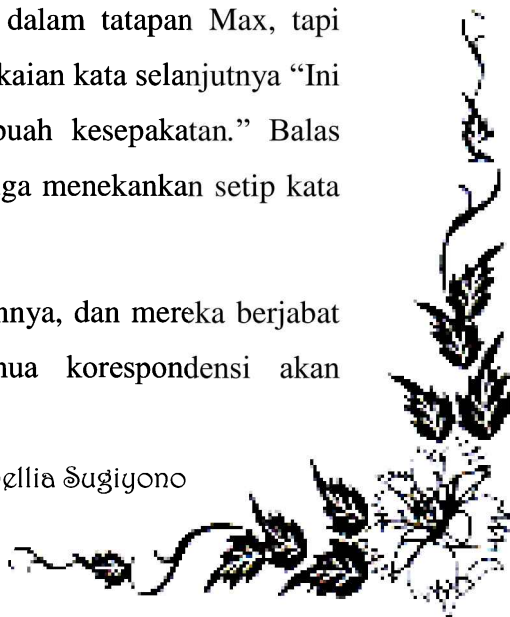 dalam tatapan Max, tapi
kaian kata selanjutnya “Ini
buah kesepakatan.” Balas
ga menekankan setip kata
nnya, dan mereka berjabat
nua korespondensi akan
ellia Sugiyono